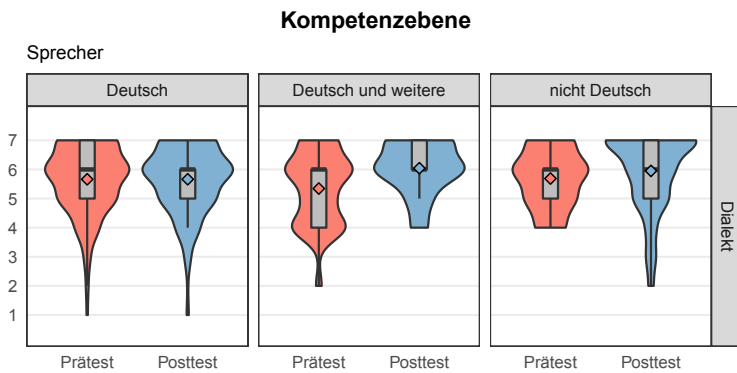 Kompetenzebene
Sprecher
Deutsch
Deutsch und weitere
nicht Deutsch
7
6
5
4
3
2
1
Dialekt
Prätest Posttest
Prätest Posttest
Prätest Posttest